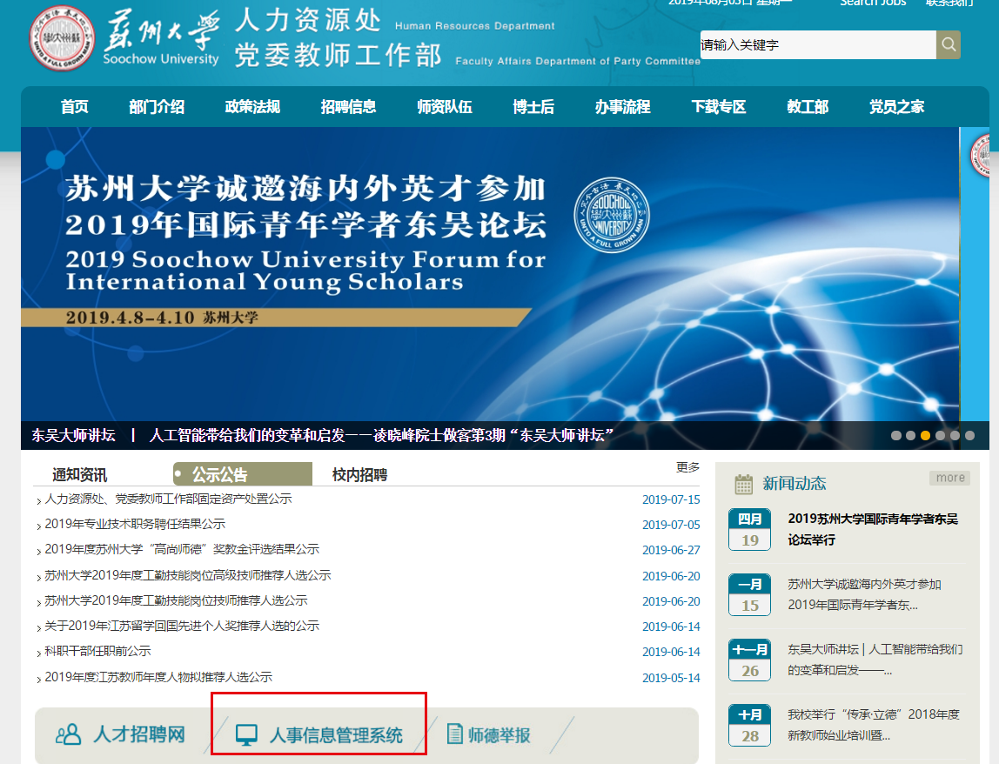 2019年08月05日 星期一
Search Jobs
联系我们
蘇州大學
Soochow University
人力资源处 Human Resources Department
党委教师工作部 Faculty Affairs Department of Party Committee
请输入关键字
首页 部门介绍 政策法规 招聘信息 师资队伍 博士后 办事流程 下载专区 教工部 党员之家
苏州大学诚邀海内外英才参加
2019年国际青年学者东吴论坛
2019 Soochow University Forum for
International Young Scholars
2019.4.8-4.10 苏州大学
SOOCHOW
UNIVERSITY
UNTO A FULL GROWN MAN
东吴大师讲坛 | 人工智能带给我们的变革和启发——凌晓峰院士做客第3期“东吴大师讲坛”
通知资讯 公示公告 校内招聘 更多
人力资源处、党委教师工作部固定资产处置公示 2019-07-15
2019年专业技术职务聘任结果公示 2019-07-05
2019年度苏州大学“高尚师德”奖教金评选结果公示 2019-06-27
苏州大学2019年度工勤技能岗位高级技师推荐人选公示 2019-06-20
苏州大学2019年度工勤技能岗位技师推荐人选公示 2019-06-20
关于2019年江苏留学回国先进个人奖推荐人选的公示 2019-06-14
科职干部任职前公示 2019-06-14
2019年度江苏教师年度人物拟推荐人选公示 2019-05-14
人才招聘网 人事信息管理系统 师德举报
新闻动态 more
四月
19
2019苏州大学国际青年学者东吴
论坛举行
一月
15
苏州大学诚邀海内外英才参加
2019年国际青年学者东...
十一月
26
东吴大师讲坛 | 人工智能带给我们
的变革和启发——...
十月
28
我校举行“传承·立德”2018年度
新教师始业培训暨...